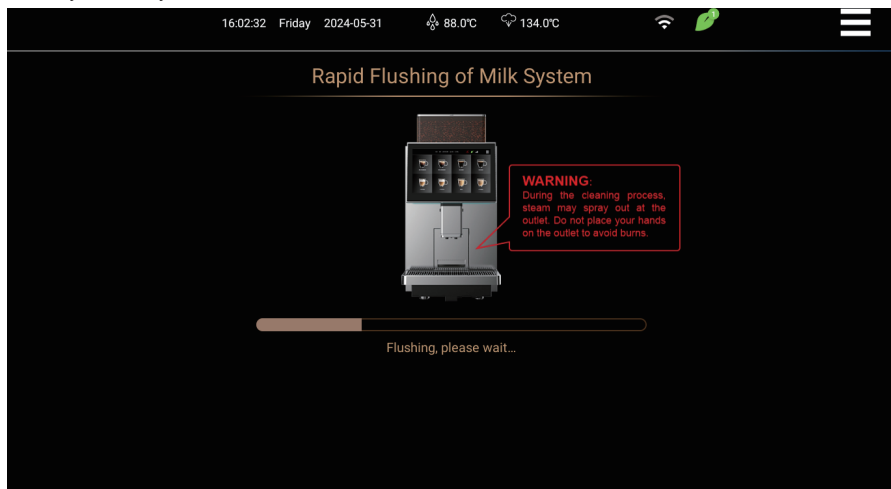 16:02:32 Friday 2024-05-31 88.0℃ 134.0℃
Rapid Flushing of Milk System
WARNING:
During the cleaning process,
steam may spray out at the
outlet. Do not place your hands
on the outlet to avoid burns.
Flushing, please wait...